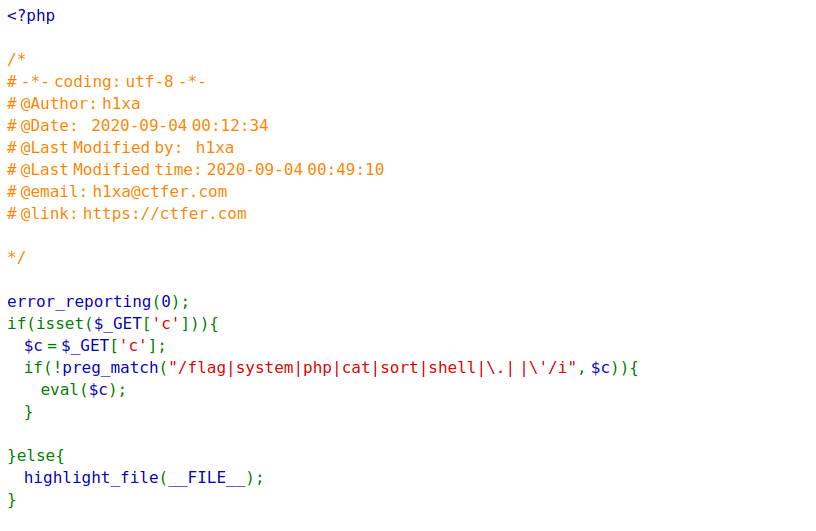 <?php
/*
# -*- coding: utf-8 -*-
# @Author: h1xa
# @Date:   2020-09-04 00:12:34
# @Last Modified by:   h1xa
# @Last Modified time: 2020-09-04 00:49:10
# @email: h1xa@ctfer.com
# @link: https://ctfer.com
*/
error_reporting(0);
if(isset($_GET['c'])){
    $c = $_GET['c'];
    if(!preg_match("/flag|system|php|cat|sort|shell|\.| |\'/i", $c)){
        eval($c);
    }
}else{
    highlight_file(__FILE__);
}